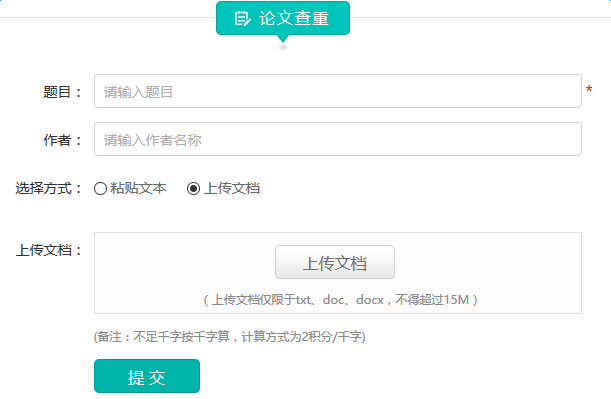 论文查重
题目： 请输入题目 *
作者： 请输入作者名称
选择方式： 粘贴文本 上传文档
上传文档： 上传文档
（上传文档仅限于txt、doc、docx，不得超过15M）
(备注：不足千字按千字算，计算方式为2积分/千字)
提 交